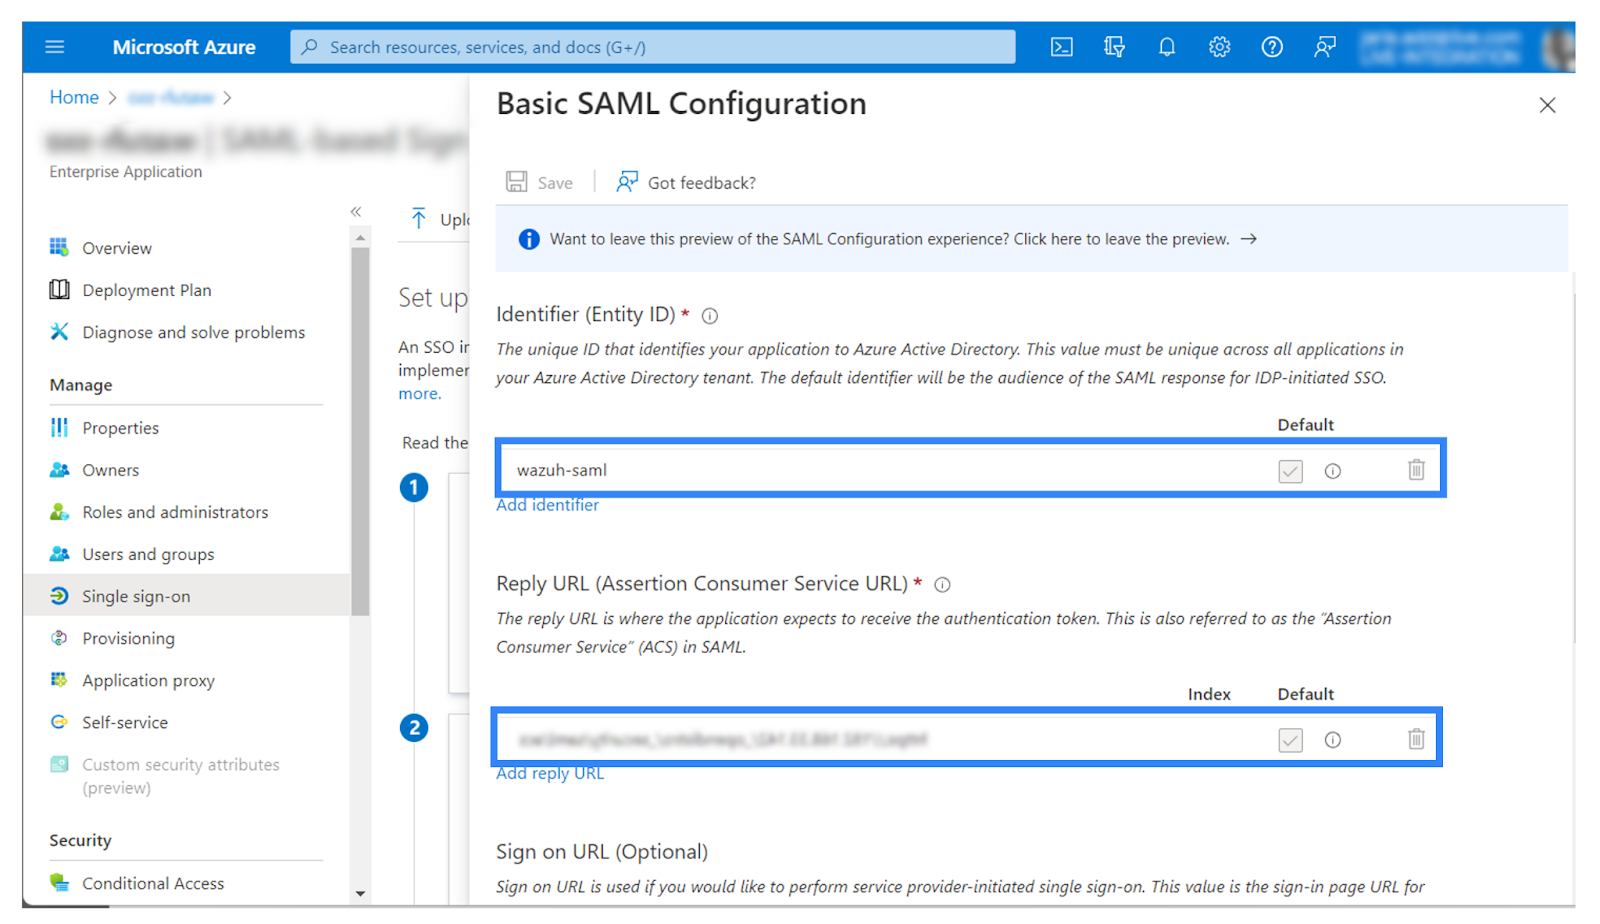 Microsoft Azure
Search resources, services, and docs (G+/)
Home
Enterprise Application
Overview
Deployment Plan
Diagnose and solve problems
Manage
Properties
Owners
Roles and administrators
Users and groups
Single sign-on
Provisioning
Application proxy
Self-service
Custom security attributes
(preview)
Security
Conditional Access
Uplo
Set up
An SSO in
implemen
more.
Read the
1
2
Basic SAML Configuration
Save
Got feedback?
Want to leave this preview of the SAML Configuration experience? Click here to leave the preview. →
Identifier (Entity ID) *
The unique ID that identifies your application to Azure Active Directory. This value must be unique across all applications in
your Azure Active Directory tenant. The default identifier will be the audience of the SAML response for IDP-initiated SSO.
Default
wazuh-saml
Add identifier
Reply URL (Assertion Consumer Service URL) *
The reply URL is where the application expects to receive the authentication token. This is also referred to as the “Assertion
Consumer Service” (ACS) in SAML.
Index Default
Add reply URL
Sign on URL (Optional)
Sign on URL is used if you would like to perform service provider-initiated single sign-on. This value is the sign-in page URL for